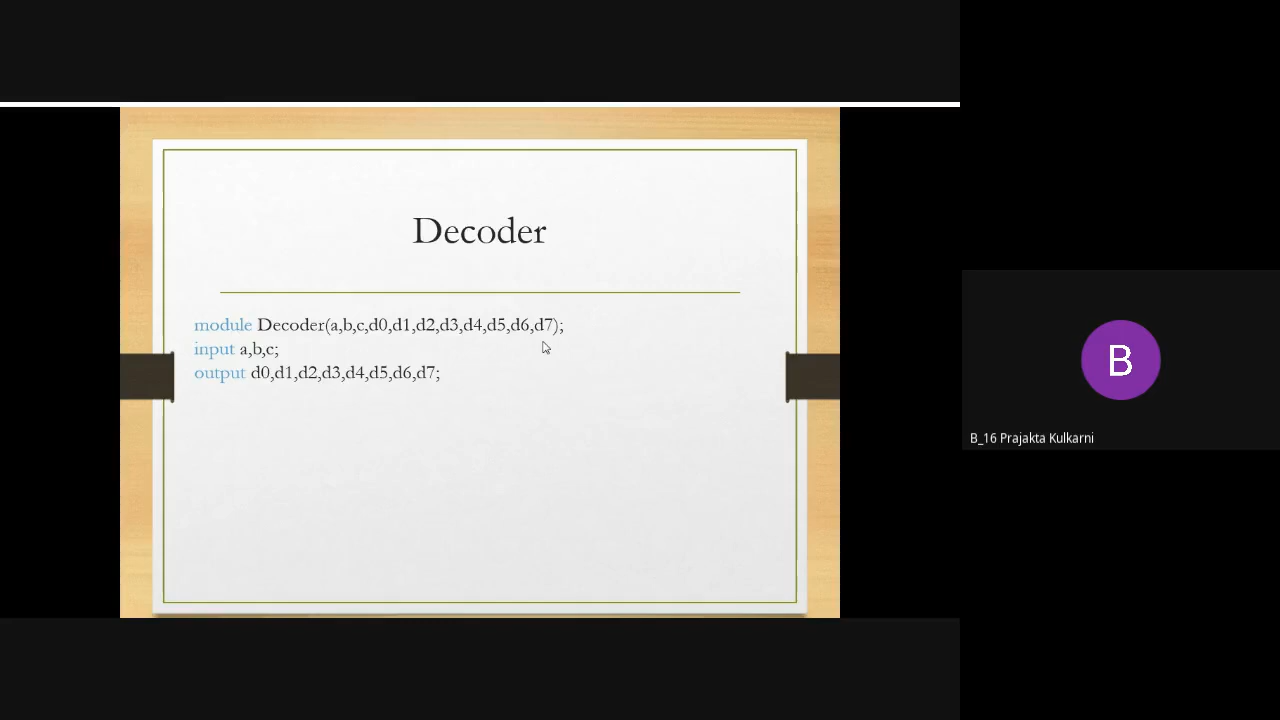 Decoder
module Decoder(a,b,c,d0,d1,d2,d3,d4,d5,d6,d7);
input a,b,c;
output d0,d1,d2,d3,d4,d5,d6,d7;
B
B_16 Prajakta Kulkarni